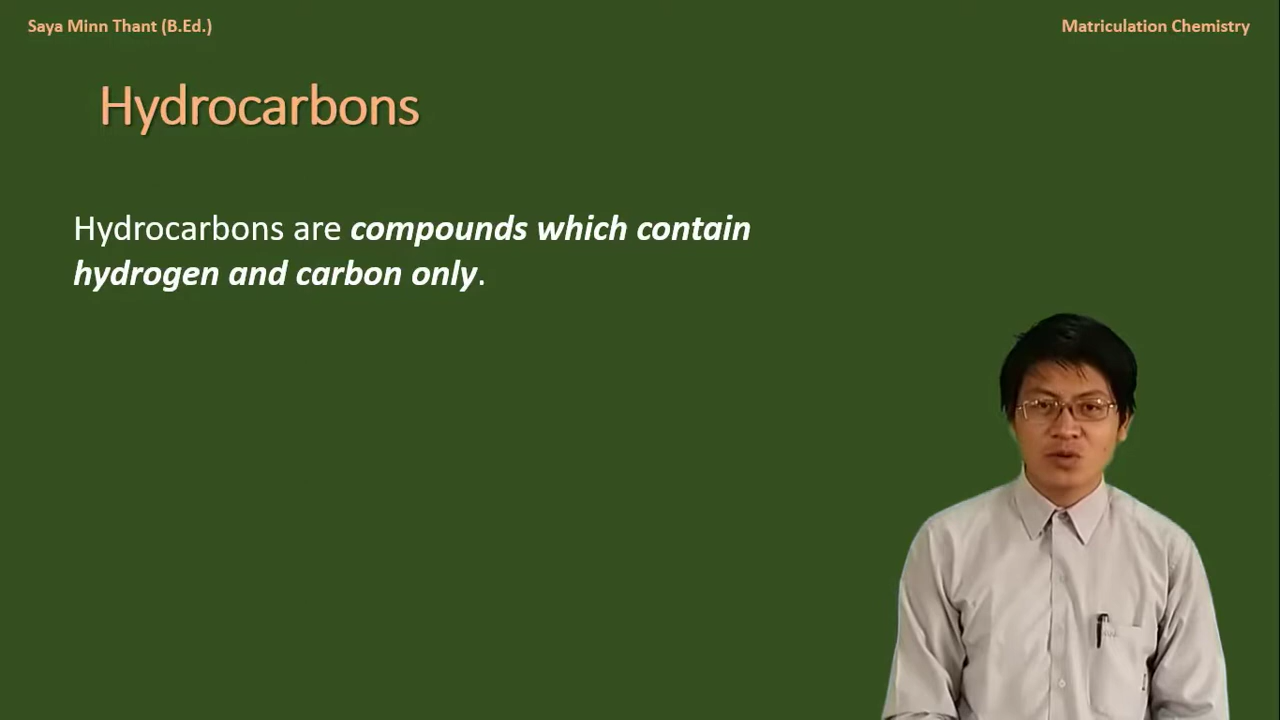 Saya Minn Thant (B.Ed.)
Matriculation Chemistry
Hydrocarbons
Hydrocarbons are compounds which contain
hydrogen and carbon only.